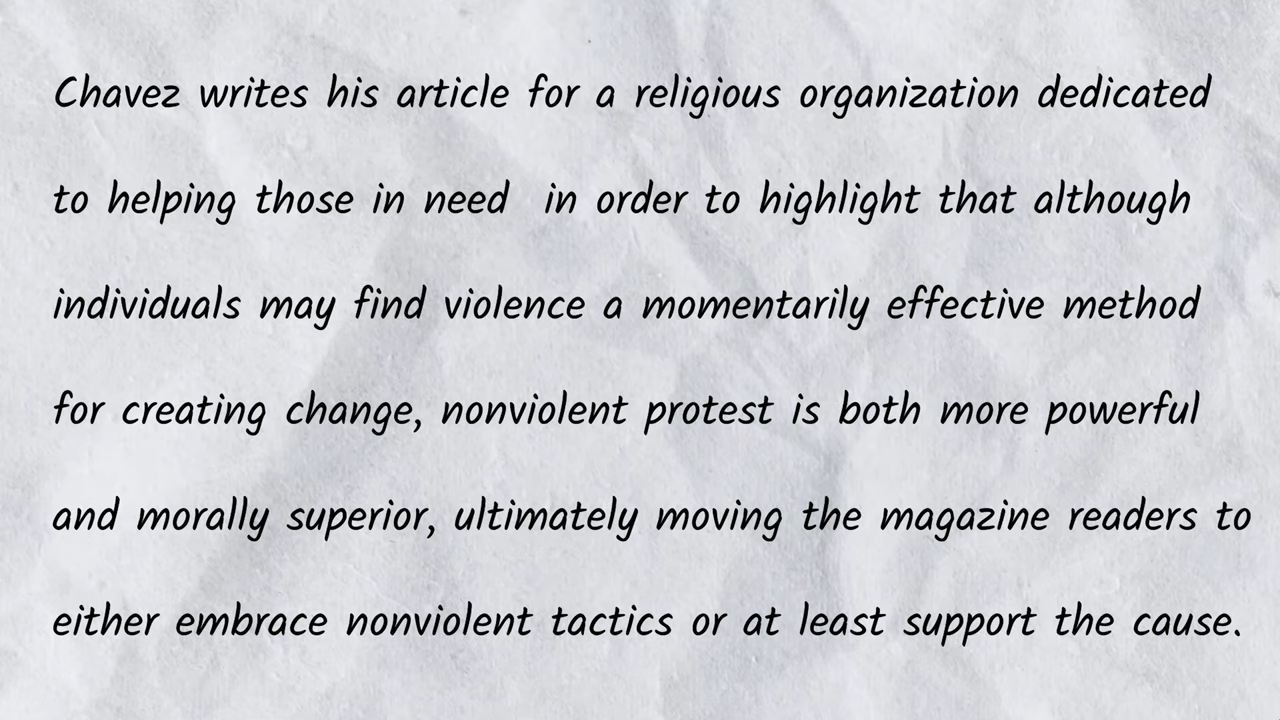 Chavez writes his article for a religious organization dedicated
to helping those in need  in order to highlight that although
individuals may find violence a momentarily effective method
for creating change, nonviolent protest is both more powerful
and morally superior, ultimately moving the magazine readers to
either embrace nonviolent tactics or at least support the cause.